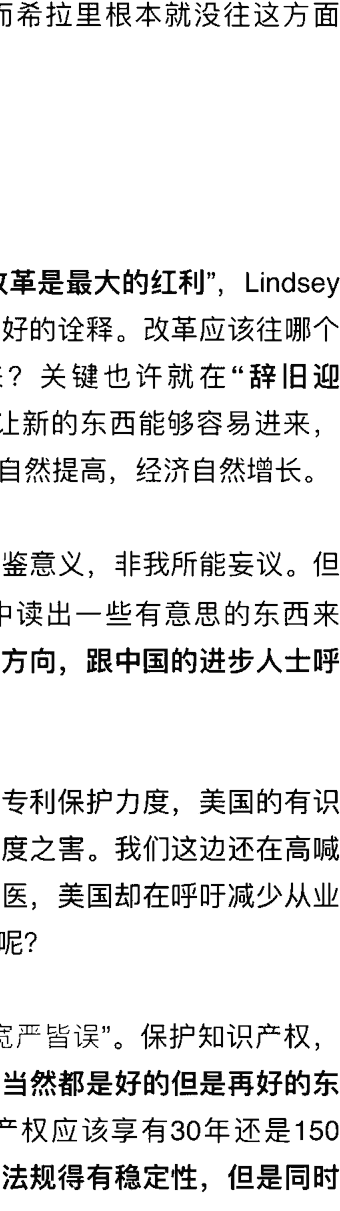 而希拉里根本就没往这方面
改革是最大的红利”，Lindsey
好的诠释。改革应该往哪个
来？关键也许就在“辞旧迎
让新的东西能够容易进来，
自然提高，经济自然增长。
鉴意义，非我所能妄议。但
中读出一些有意思的东西来
方向，跟中国的进步人士呼
专利保护力度，美国的有识
度之害。我们这边还在高喊
医，美国却在呼吁减少从业
呢？
宽严皆误”。保护知识产权，
当然都是好的但是再好的东
产权应该享有30年还是150
法规得有稳定性，但是同时